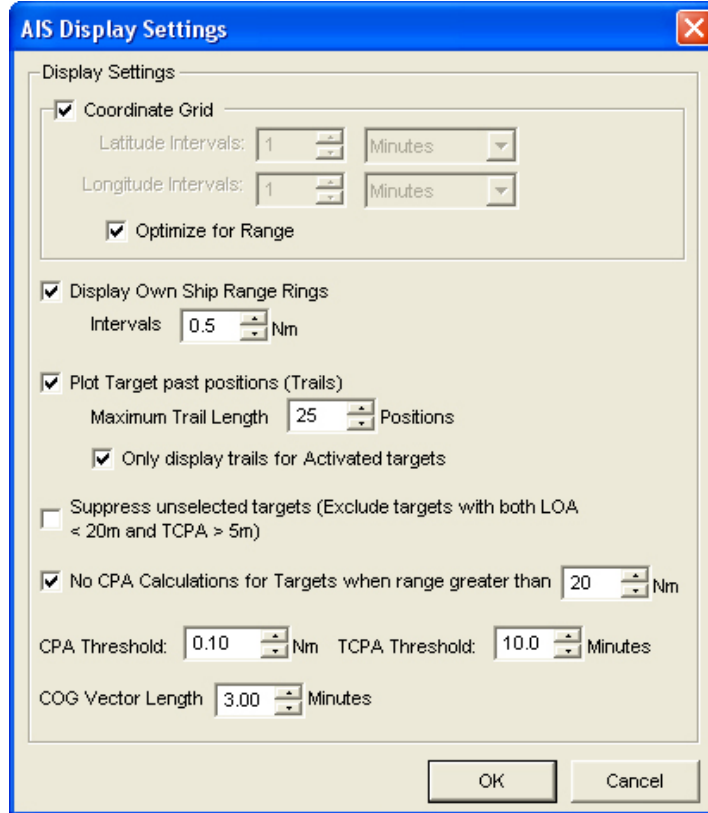 AIS Display Settings
Display Settings
Coordinate Grid
Latitude Intervals: 1 Minutes
Longitude Intervals: 1 Minutes
Optimize for Range
Display Own Ship Range Rings
Intervals 0.5 Nm
Plot Target past positions (Trails)
Maximum Trail Length 25 Positions
Only display trails for Activated targets
Suppress unselected targets (Exclude targets with both LOA
< 20m and TCPA > 5m)
No CPA Calculations for Targets when range greater than 20 Nm
CPA Threshold: 0.10 Nm TCPA Threshold: 10.0 Minutes
COG Vector Length 3.00 Minutes
OK Cancel